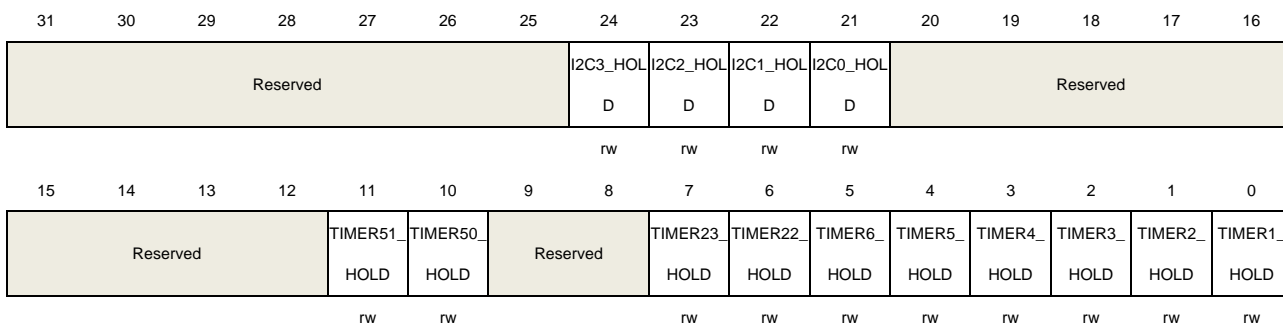 31 30 29 28 27 26 25 24 23 22 21 20 19 18 17 16
Reserved I2C3_HOL I2C2_HOL I2C1_HOL I2C0_HOL Reserved
D D D D
rw rw rw rw
15 14 13 12 11 10 9 8 7 6 5 4 3 2 1 0
Reserved TIMER51_ TIMER50_ Reserved TIMER23_ TIMER22_ TIMER6_ TIMER5_ TIMER4_ TIMER3_ TIMER2_ TIMER1_
HOLD HOLD HOLD HOLD HOLD HOLD HOLD HOLD HOLD HOLD
rw rw rw rw rw rw rw rw rw rw